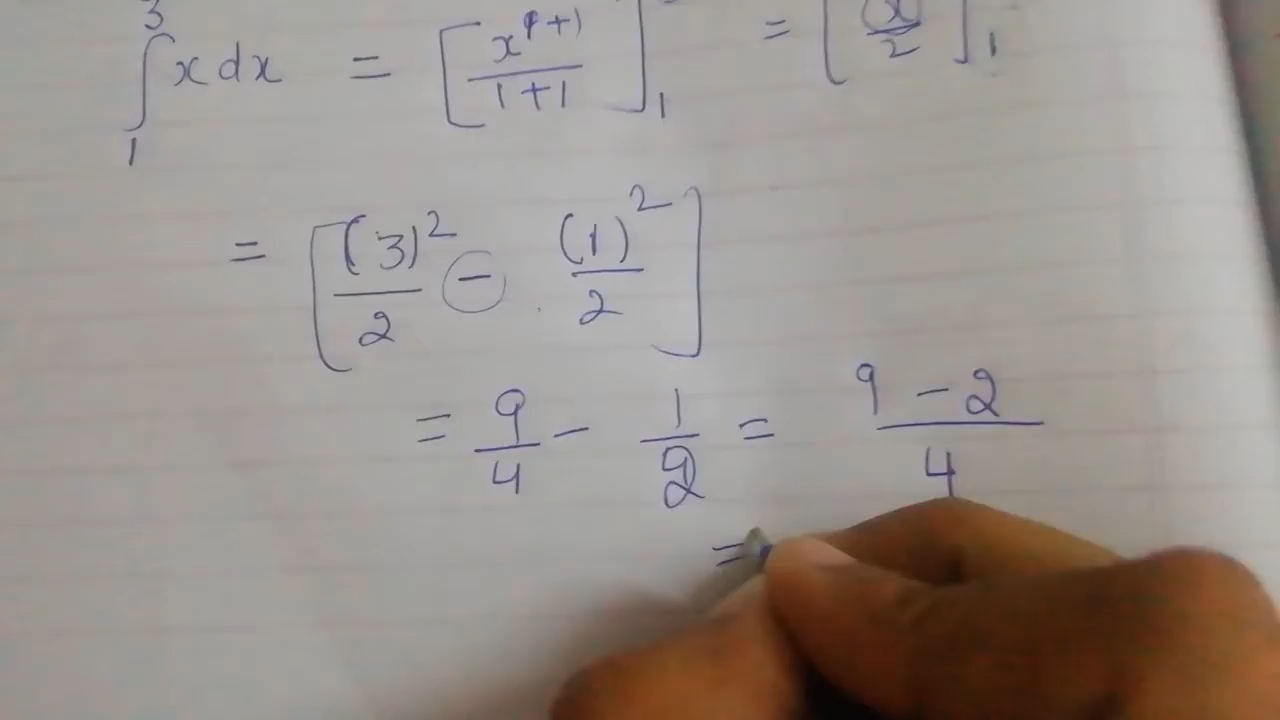 ∫₁³ x dx = [x^(1+1)/(1+1)]₁ = [(x)/2]₁
= [(3)²/2 − (1)²/2]
= 9/4 − 1/2 = (9 − 2)/4
=